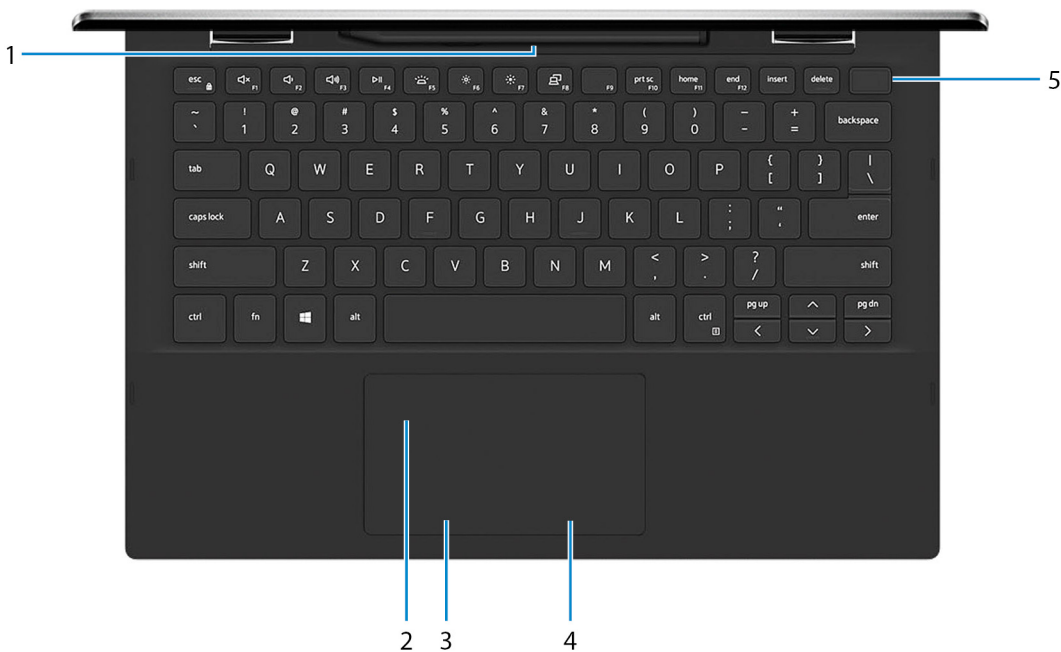 1
5
esc F1 F2 F3 F4 F5 F6 F7 F8 F9 prt sc F10 home F11 end F12 insert delete
~ ` ! 1 @ 2 # 3 $ 4 % 5 ^ 6 & 7 * 8 ( 9 ) 0 _ - + = backspace
tab Q W E R T Y U I O P { [ } ] | \
caps lock A S D F G H J K L : ; " ' enter
shift Z X C V B N M < , > . ? / shift
ctrl fn alt alt ctrl pg up < ^ v pg dn >
2 3 4